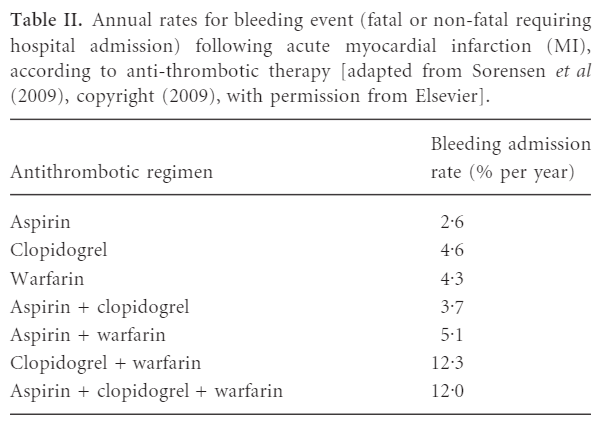 Table II. Annual rates for bleeding event (fatal or non-fatal requiring
hospital admission) following acute myocardial infarction (MI),
according to anti-thrombotic therapy [adapted from Sorensen et al
(2009), copyright (2009), with permission from Elsevier].
Antithrombotic regimen Bleeding admission rate (% per year)
Aspirin 2·6
Clopidogrel 4·6
Warfarin 4·3
Aspirin + clopidogrel 3·7
Aspirin + warfarin 5·1
Clopidogrel + warfarin 12·3
Aspirin + clopidogrel + warfarin 12·0